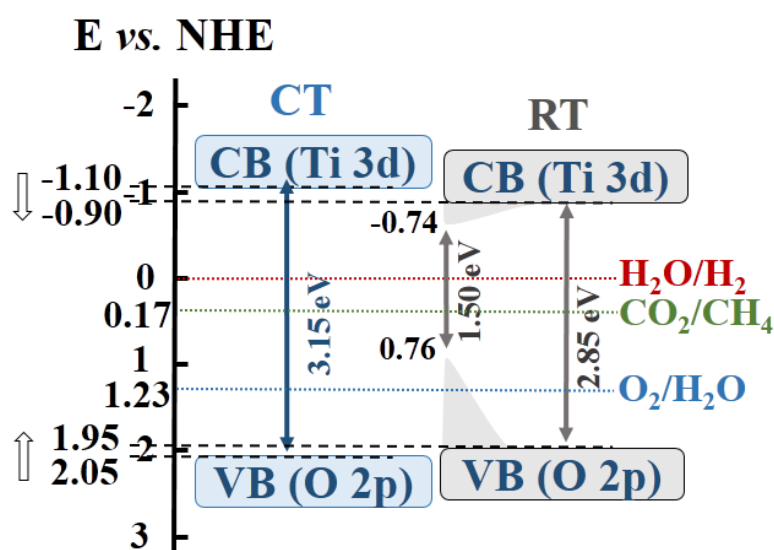 E vs. NHE
-2
CT
RT
CB (Ti 3d)
CB (Ti 3d)
-1.10
-1
-0.90
-0.74
0
H₂O/H₂
0.17
CO₂/CH₄
3.15 eV
1.50 eV
2.85 eV
0.76
1
1.23
O₂/H₂O
1.95
2
2.05
VB (O 2p)
VB (O 2p)
3